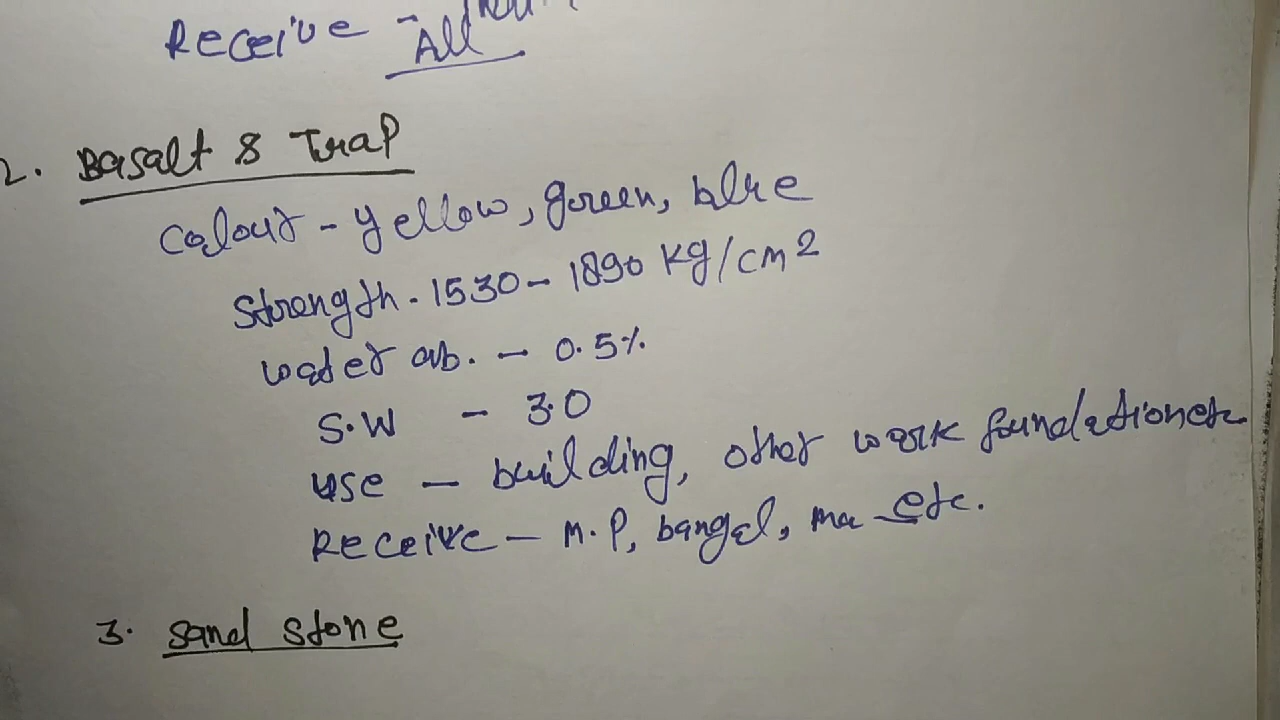 Receive - All
2. Basalt & Trap
Colour - yellow, green, blue
Strength - 1530 - 1890 kg/cm2
water ab. - 0.5%
S.W - 3.0
use - building, other work foundation etc.
Receive - M.P, bangal, ma etc.
3. Sand stone